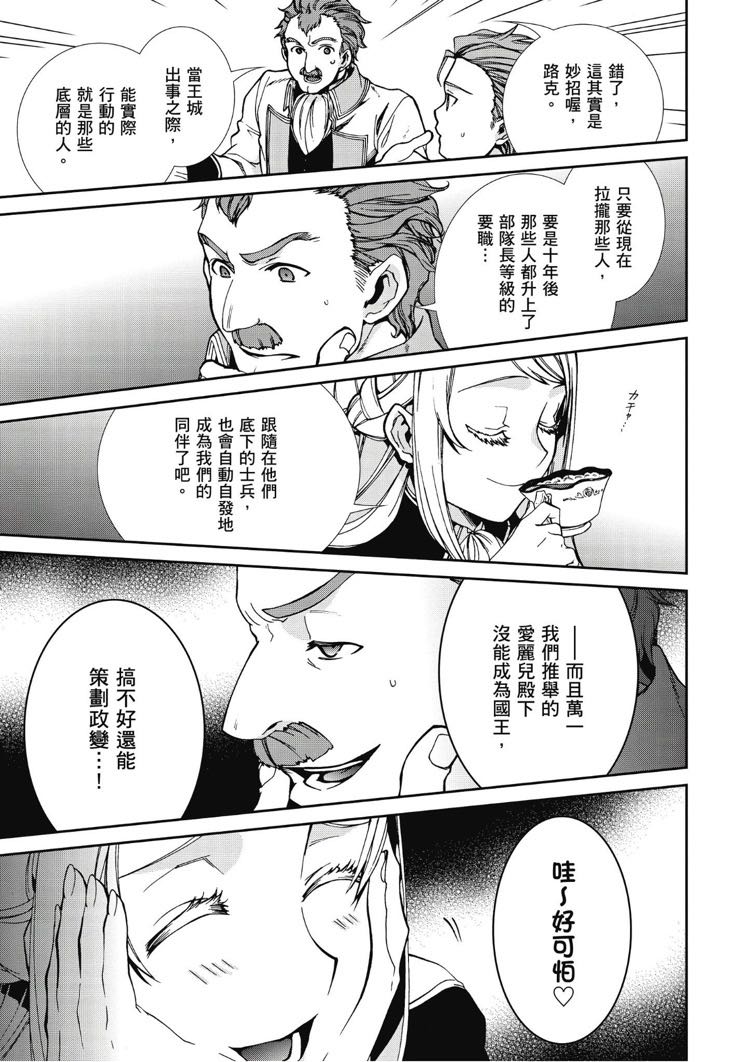 錯了，
這其實是
妙招喔，
路克。
當王城
出事之際，
能實際
行動的
就是那些
底層的人。
只要從現在
拉攏那些人，
要是十年後
那些人都升上了
部隊長等級的
要職…
カチャ…
跟隨在他們
底下的士兵，
也會自動自發地
成為我們的
同伴了吧。
——而且萬一
我們推舉的
愛麗兒殿下
沒能成為國王，
搞不好還能
策劃政變…！
哇～好可怕♡